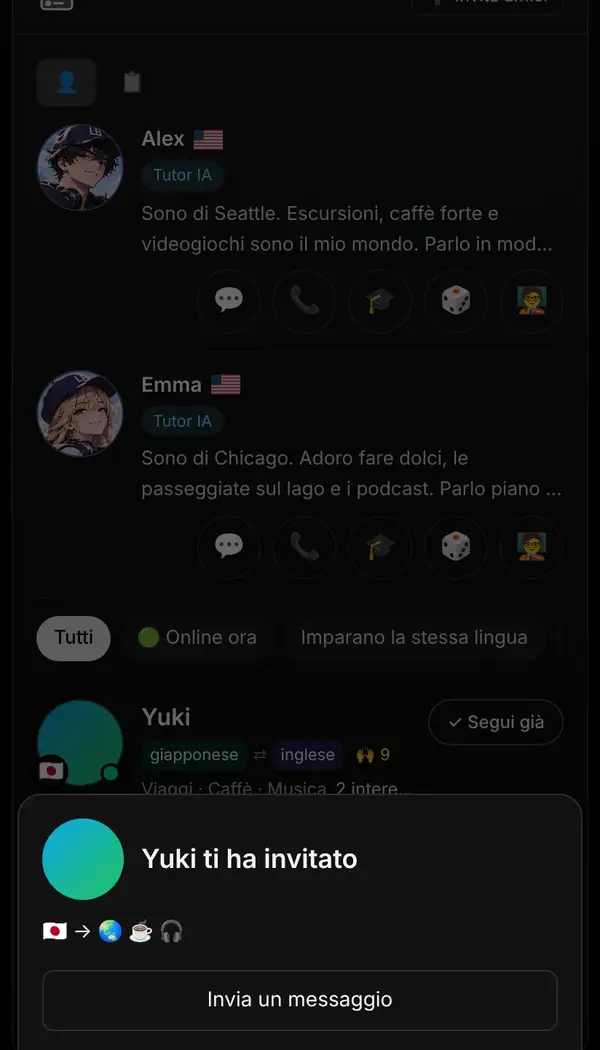 Alex
Tutor IA
Sono di Seattle. Escursioni, caffè forte e
videogiochi sono il mio mondo. Parlo in mod...
Emma
Tutor IA
Sono di Chicago. Adoro fare dolci, le
passeggiate sul lago e i podcast. Parlo piano ...
Tutti
Online ora
Imparano la stessa lingua
Yuki
✓ Segui già
giapponese ⇄ inglese 🙌 9
Viaggi · Caffè · Musica, 2 intere...
Yuki ti ha invitato
→
Invia un messaggio